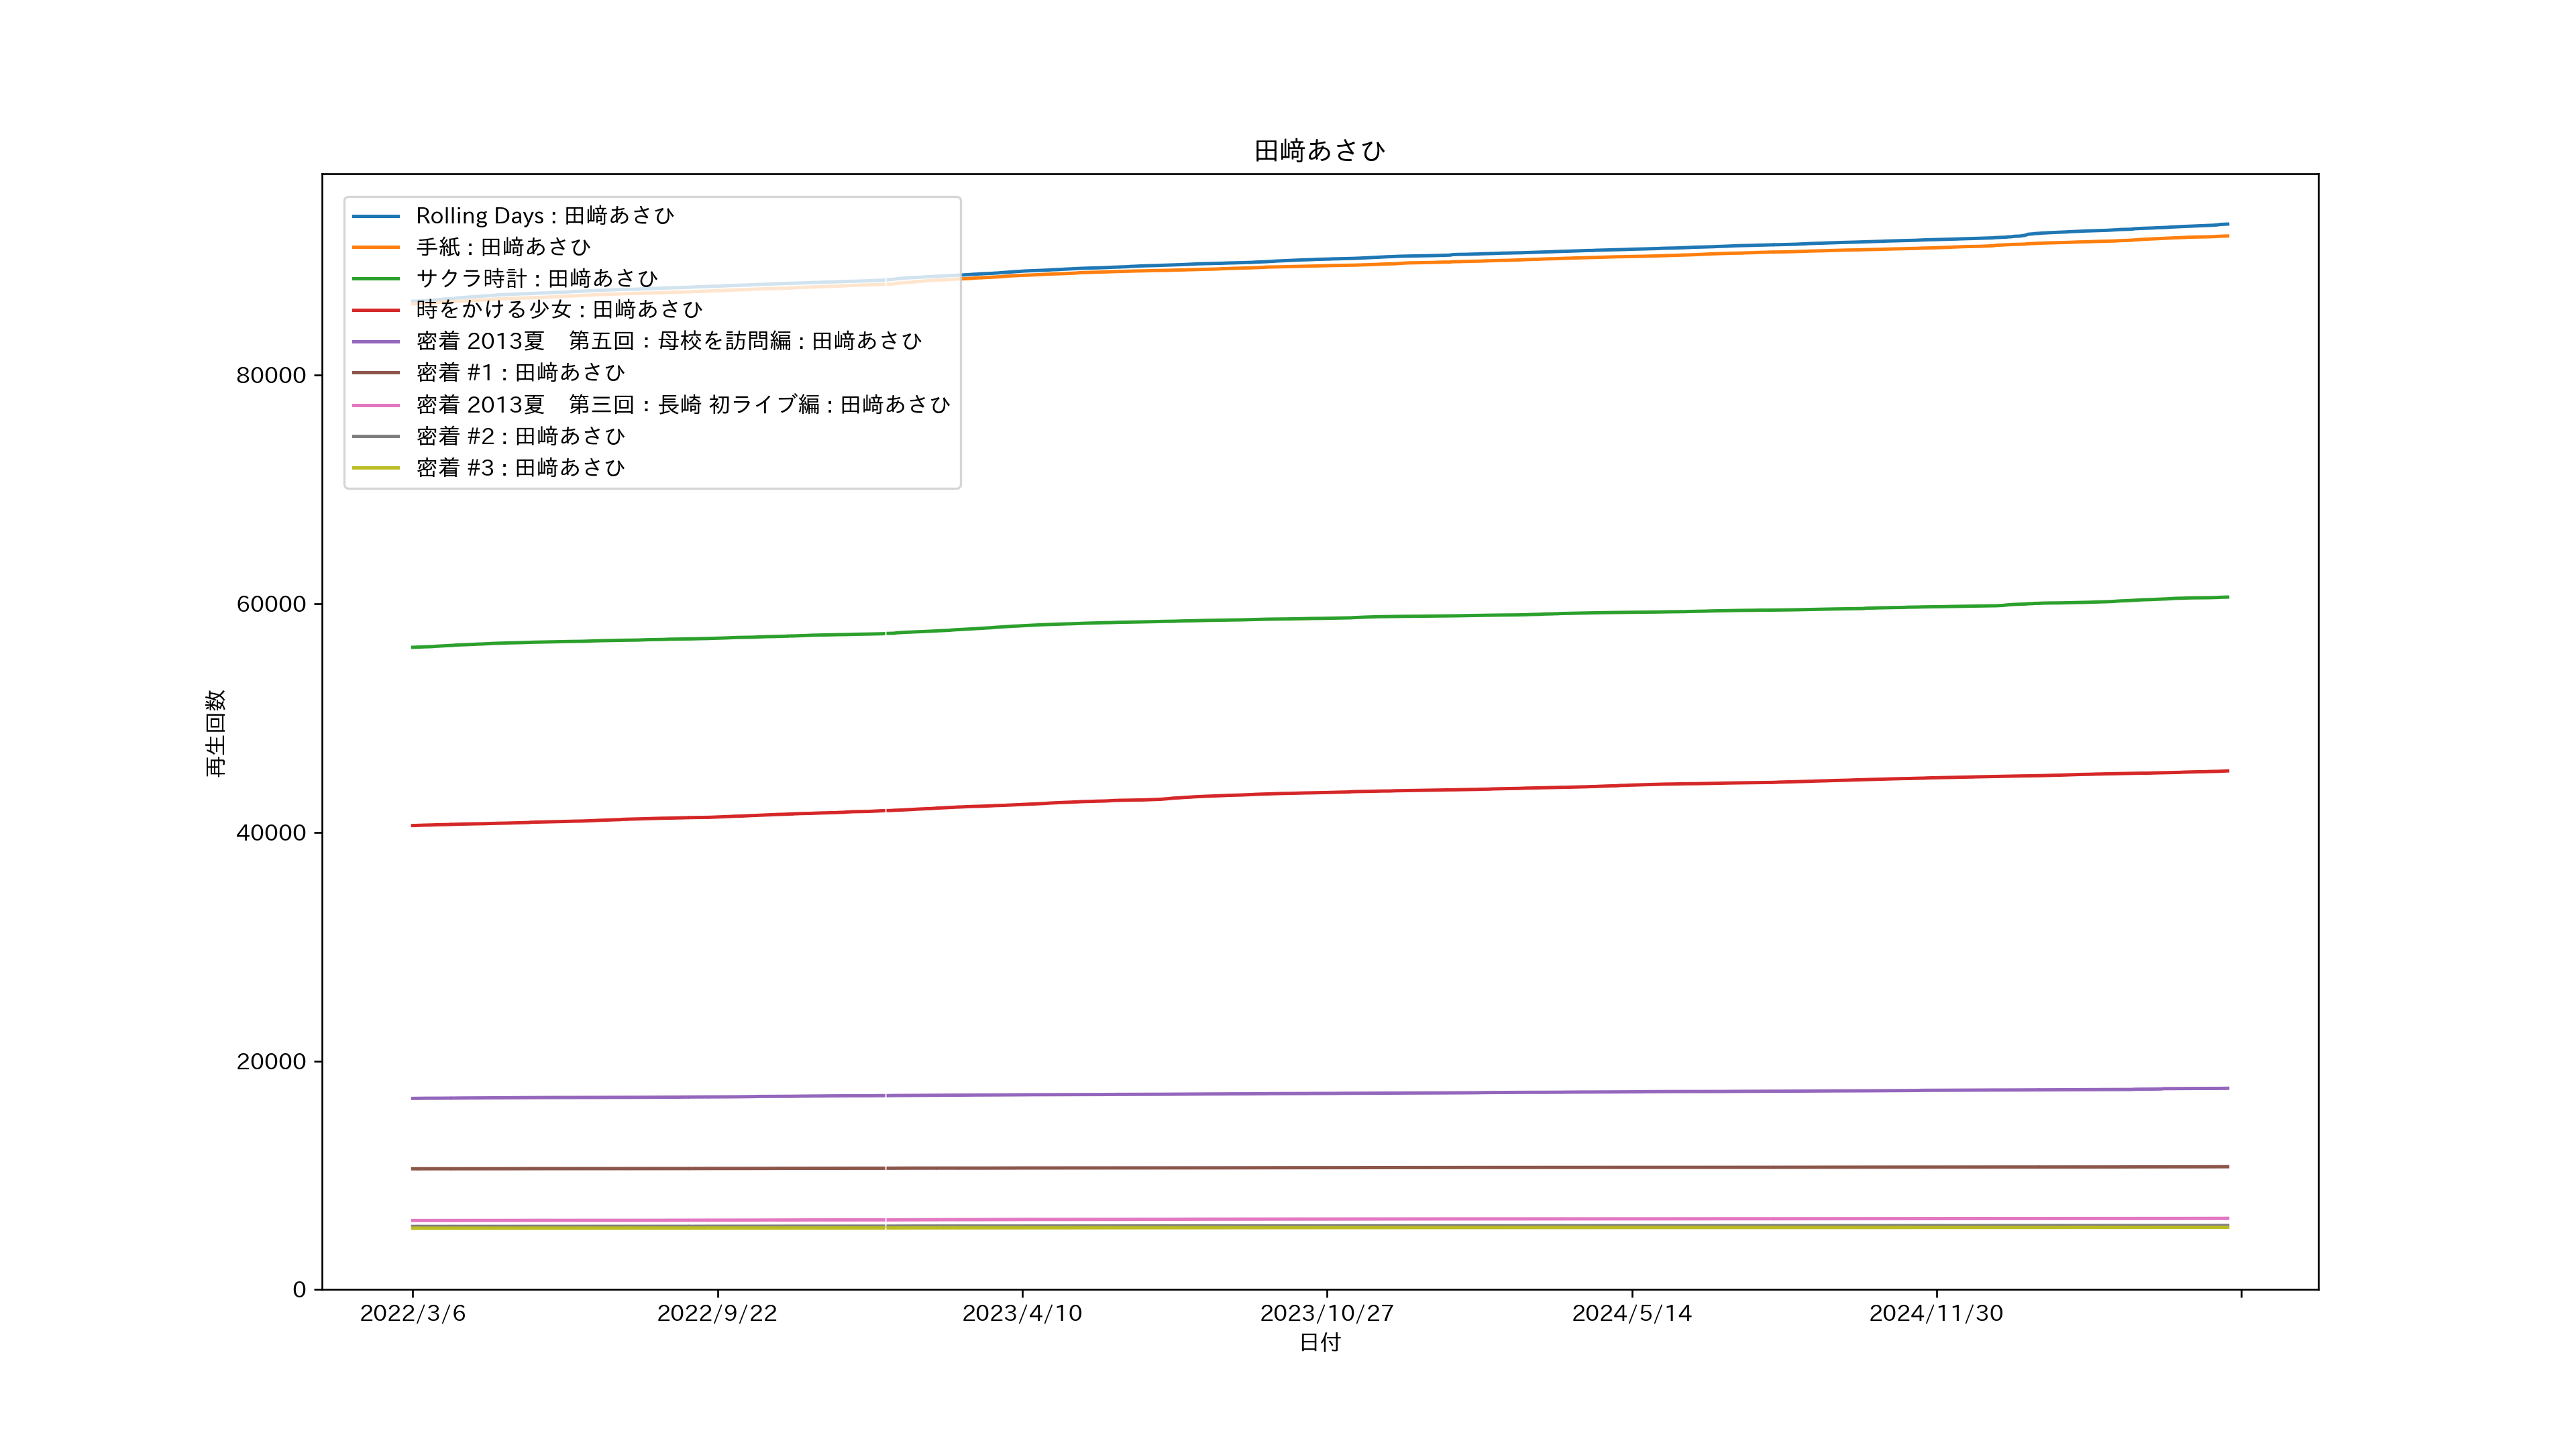 田﨑あさひ
Rolling Days : 田﨑あさひ
手紙 : 田﨑あさひ
サクラ時計 : 田﨑あさひ
時をかける少女 : 田﨑あさひ
密着 2013夏　第五回：母校を訪問編 : 田﨑あさひ
密着 #1 : 田﨑あさひ
密着 2013夏　第三回：長崎 初ライブ編 : 田﨑あさひ
密着 #2 : 田﨑あさひ
密着 #3 : 田﨑あさひ
再生回数
80000
60000
40000
20000
0
2022/3/6 2022/9/22 2023/4/10 2023/10/27 2024/5/14 2024/11/30
日付